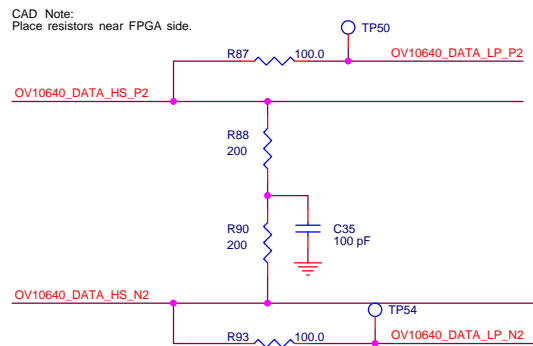 CAD Note:
Place resistors near FPGA side.
TP50
R87
100.0
OV10640_DATA_LP_P2
OV10640_DATA_HS_P2
R88
200
R90
200
C35
100 pF
OV10640_DATA_HS_N2
TP54
R93
100.0
OV10640_DATA_LP_N2